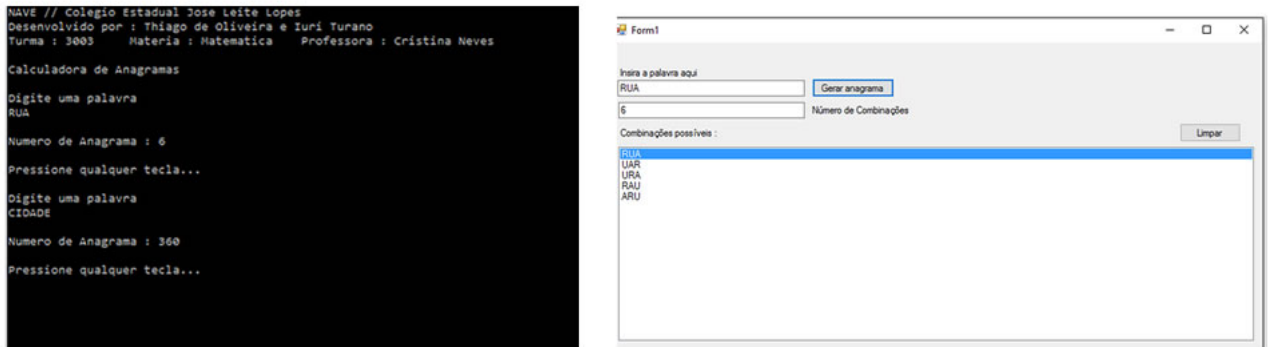 NAVE // Colegio Estadual Jose Leite Lopes
Desenvolvido por : Thiago de Oliveira e Iuri Turano
Turma : 3003 Materia : Matematica Professora : Cristina Neves
Calculadora de Anagramas
Digite uma palavra
RUA
Numero de Anagrama : 6
Pressione qualquer tecla...
Digite uma palavra
CIDADE
Numero de Anagrama : 360
Pressione qualquer tecla...
Form1
Insira a palavra aqui
RUA Gerar anagrama
6 Número de Combinações
Combinações possíveis : Limpar
RUA
UAR
URA
RAU
ARU